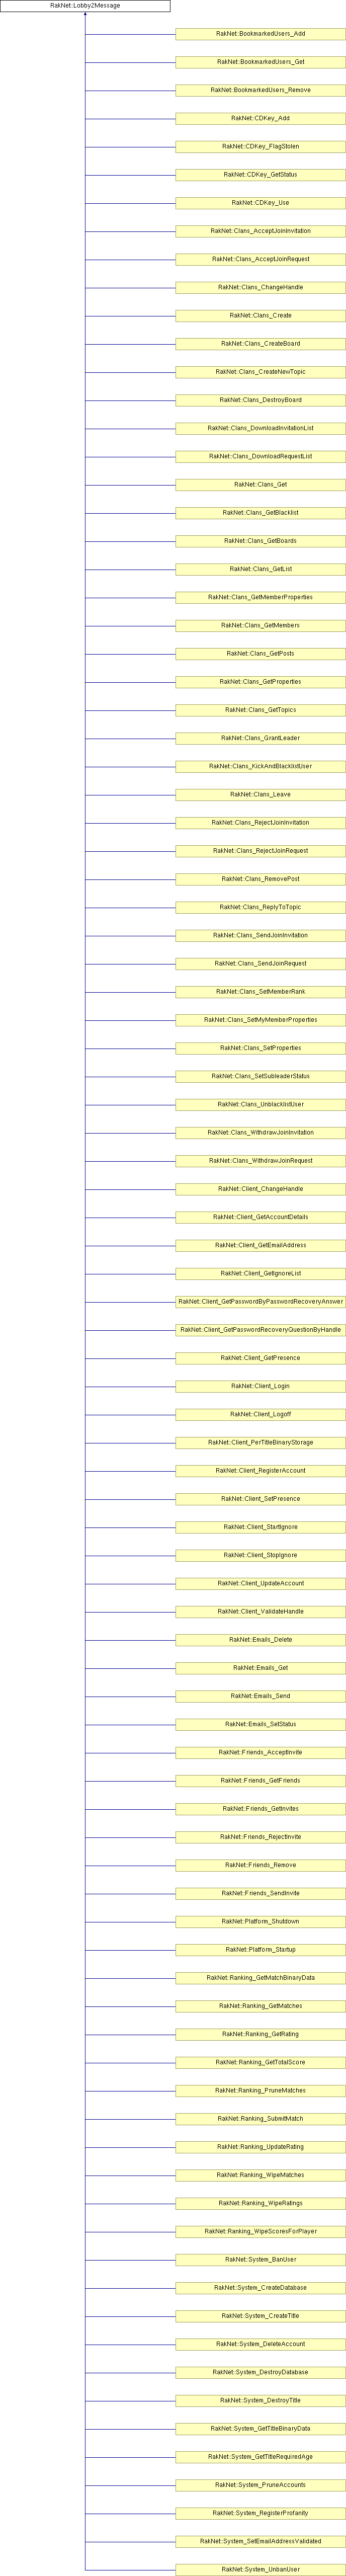 RakNet::Lobby2Message
RakNet::BookmarkedUsers_Add
RakNet::BookmarkedUsers_Get
RakNet::BookmarkedUsers_Remove
RakNet::CDKey_Add
RakNet::CDKey_FlagStolen
RakNet::CDKey_GetStatus
RakNet::CDKey_Use
RakNet::Clans_AcceptJoinInvitation
RakNet::Clans_AcceptJoinRequest
RakNet::Clans_ChangeHandle
RakNet::Clans_Create
RakNet::Clans_CreateBoard
RakNet::Clans_CreateNewTopic
RakNet::Clans_DestroyBoard
RakNet::Clans_DownloadInvitationList
RakNet::Clans_DownloadRequestList
RakNet::Clans_Get
RakNet::Clans_GetBlacklist
RakNet::Clans_GetBoards
RakNet::Clans_GetList
RakNet::Clans_GetMemberProperties
RakNet::Clans_GetMembers
RakNet::Clans_GetPosts
RakNet::Clans_GetProperties
RakNet::Clans_GetTopics
RakNet::Clans_GrantLeader
RakNet::Clans_KickAndBlacklistUser
RakNet::Clans_Leave
RakNet::Clans_RejectJoinInvitation
RakNet::Clans_RejectJoinRequest
RakNet::Clans_RemovePost
RakNet::Clans_ReplyToTopic
RakNet::Clans_SendJoinInvitation
RakNet::Clans_SendJoinRequest
RakNet::Clans_SetMemberRank
RakNet::Clans_SetMyMemberProperties
RakNet::Clans_SetProperties
RakNet::Clans_SetSubleaderStatus
RakNet::Clans_UnblacklistUser
RakNet::Clans_WithdrawJoinInvitation
RakNet::Clans_WithdrawJoinRequest
RakNet::Client_ChangeHandle
RakNet::Client_GetAccountDetails
RakNet::Client_GetEmailAddress
RakNet::Client_GetIgnoreList
RakNet::Client_GetPasswordByPasswordRecoveryAnswer
RakNet::Client_GetPasswordRecoveryQuestionByHandle
RakNet::Client_GetPresence
RakNet::Client_Login
RakNet::Client_Logoff
RakNet::Client_PerTitleBinaryStorage
RakNet::Client_RegisterAccount
RakNet::Client_SetPresence
RakNet::Client_StartIgnore
RakNet::Client_StopIgnore
RakNet::Client_UpdateAccount
RakNet::Client_ValidateHandle
RakNet::Emails_Delete
RakNet::Emails_Get
RakNet::Emails_Send
RakNet::Emails_SetStatus
RakNet::Friends_AcceptInvite
RakNet::Friends_GetFriends
RakNet::Friends_GetInvites
RakNet::Friends_RejectInvite
RakNet::Friends_Remove
RakNet::Friends_SendInvite
RakNet::Platform_Shutdown
RakNet::Platform_Startup
RakNet::Ranking_GetMatchBinaryData
RakNet::Ranking_GetMatches
RakNet::Ranking_GetRating
RakNet::Ranking_GetTotalScore
RakNet::Ranking_PruneMatches
RakNet::Ranking_SubmitMatch
RakNet::Ranking_UpdateRating
RakNet::Ranking_WipeMatches
RakNet::Ranking_WipeRatings
RakNet::Ranking_WipeScoresForPlayer
RakNet::System_BanUser
RakNet::System_CreateDatabase
RakNet::System_CreateTitle
RakNet::System_DeleteAccount
RakNet::System_DestroyDatabase
RakNet::System_DestroyTitle
RakNet::System_GetTitleBinaryData
RakNet::System_GetTitleRequiredAge
RakNet::System_PruneAccounts
RakNet::System_RegisterProfanity
RakNet::System_SetEmailAddressValidated
RakNet::System_UnbanUser